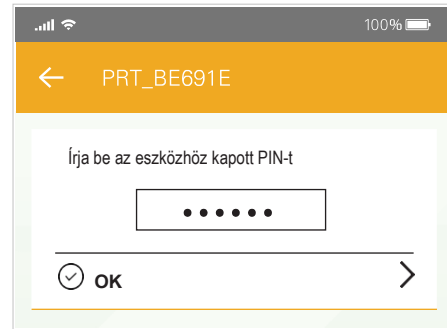 100%
PRT_BE691E
Írja be az eszközhöz kapott PIN-t
••••••
OK